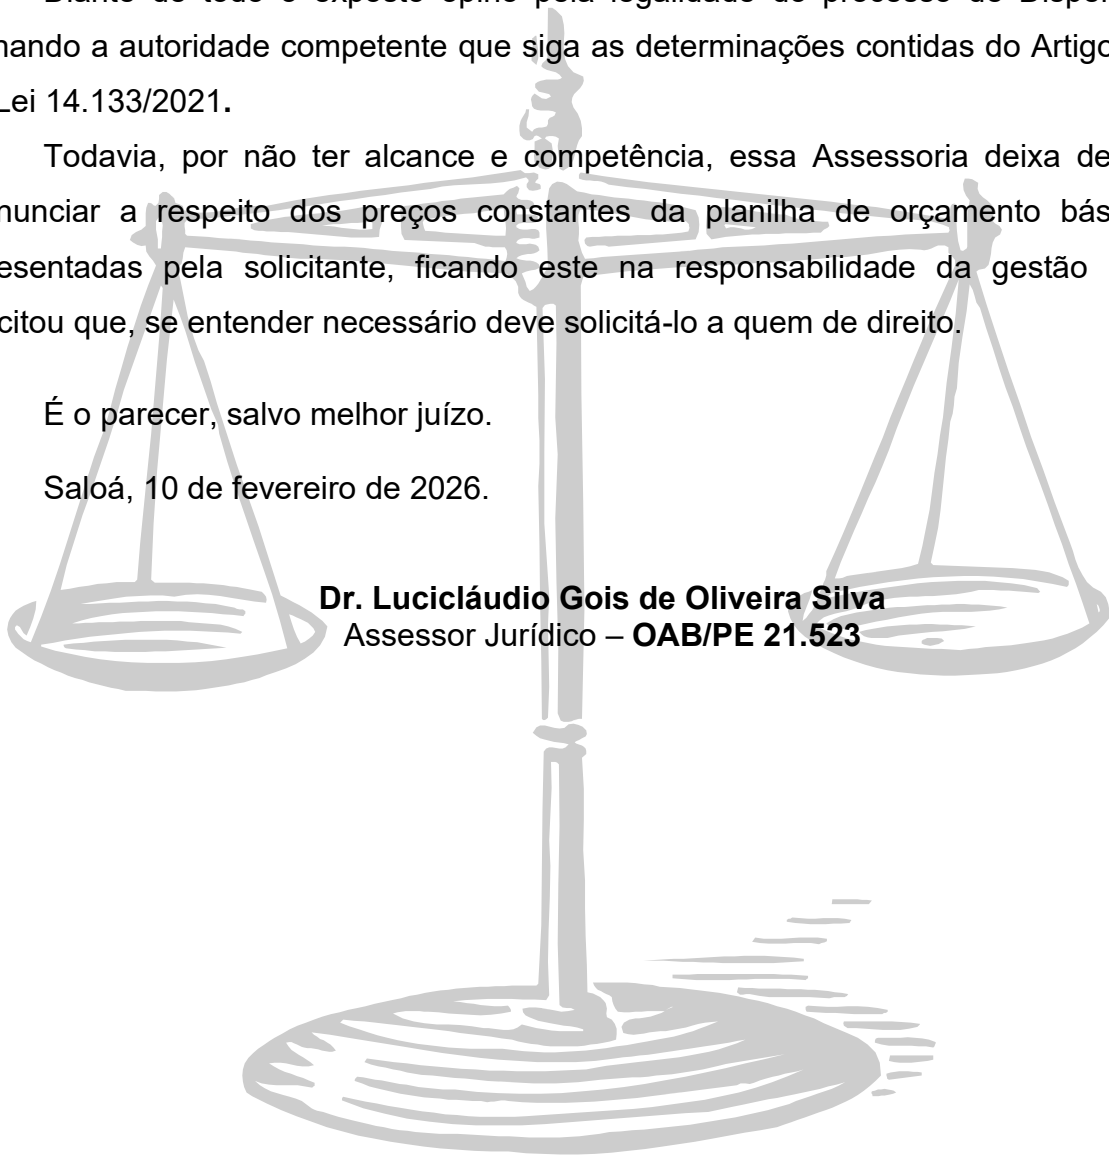 Diante de todo o exposto opino pela legalidade do processo de
nando a autoridade competente que siga as determinações contidas do Artigo
Lei 14.133/2021.
Todavia, por não ter alcance e competência, essa Assessoria deixa de
nunciar a respeito dos preços constantes da planilha de orçamento bás
esentadas pela solicitante, ficando este na responsabilidade da gestão
citou que, se entender necessário deve solicitá-lo a quem de direito.
É o parecer, salvo melhor juízo.
Saloá, 10 de fevereiro de 2026.
Dr. Lucicláudio Gois de Oliveira Silva
Assessor Jurídico – OAB/PE 21.523